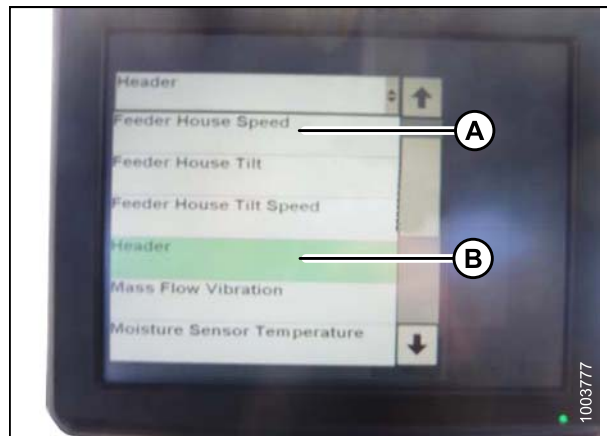 Header
Feeder House Speed
A
Feeder House Tilt
Feeder House Tilt Speed
Header
B
Mass Flow Vibration
Moisture Sensor Temperature
1003777